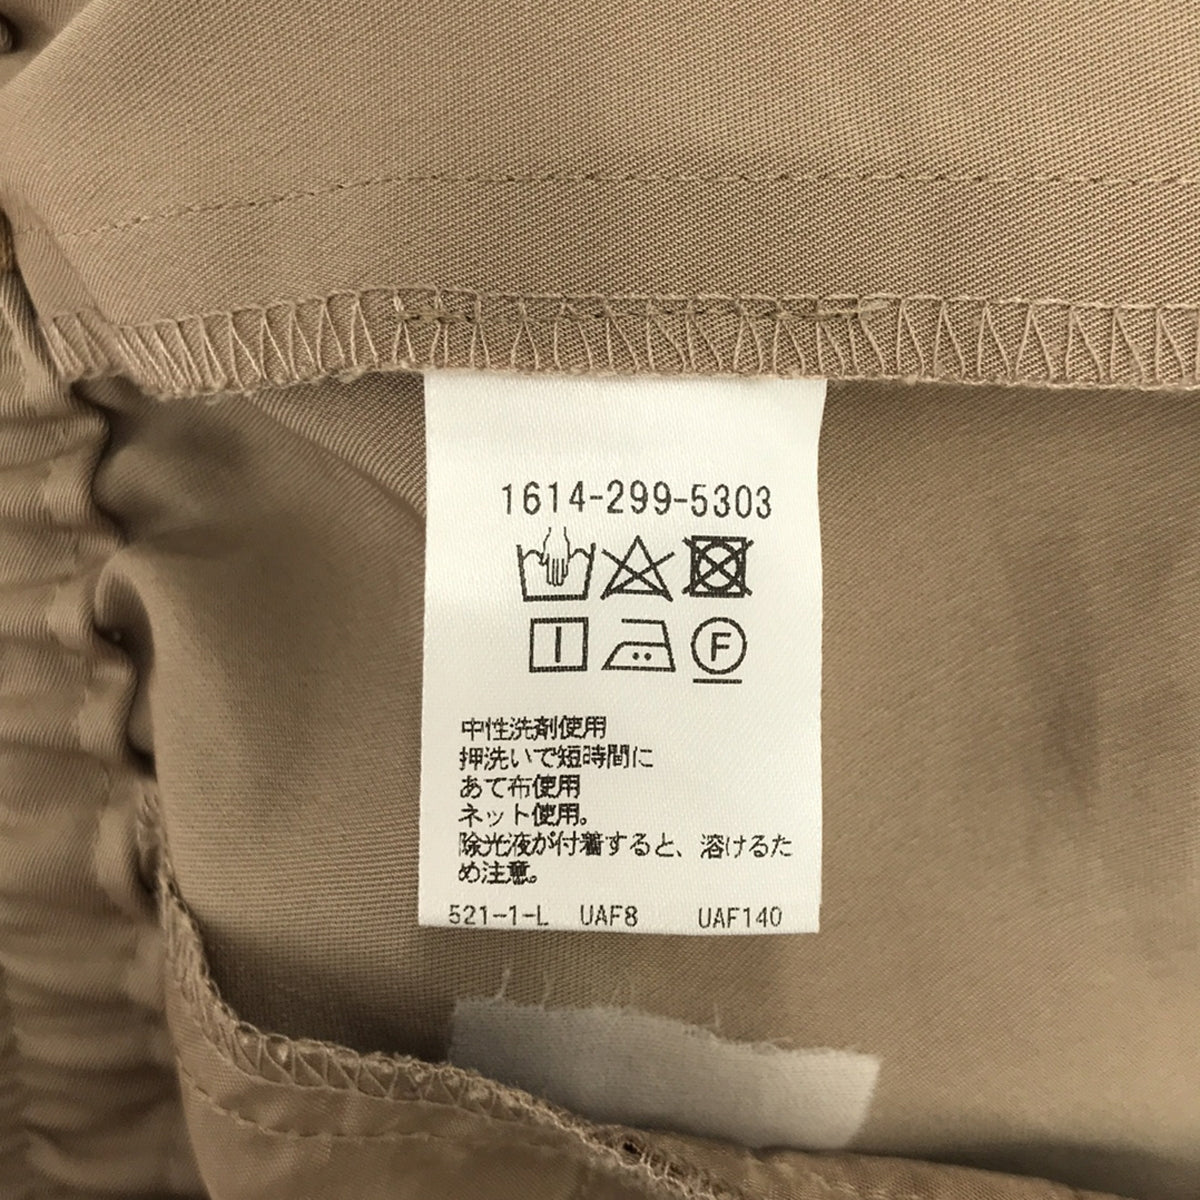 1614-299-5303
F
中性洗剤使用
押洗いで短時間に
あて布使用
ネット使用。
除光液が付着すると、溶けるた
め注意。
521-1-L UAF8 UAF140